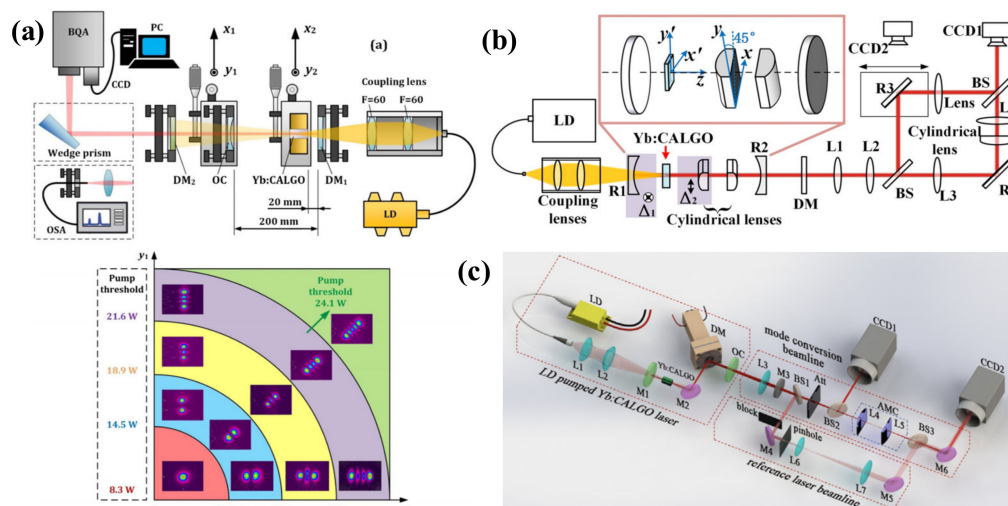 (a)
BQA
PC
CCD
Wedge prism
OSA
x1
x2
y1
y2
(a)
Coupling lens
F=60
F=60
DM2
OC
Yb:CALGO
DM1
20 mm
200 mm
LD
y1
Pump
threshold
21.6 W
18.9 W
14.5 W
8.3 W
Pump
threshold
24.1 W
(b)
y'
x'
z
y
45°
x
LD
Coupling
lenses
R1
Yb:CALGO
Δ1
Δ2
Cylindrical lenses
R2
DM
L1
L2
BS
L3
CCD2
CCD1
R3
Lens
BS
L
Cylindrical
lens
R
(c)
LD
L1
L2
Yb:CALGO
M1
M2
DM
OC
LD pumped Yb:CALGO laser
mode conversion
beamline
L3
M3
BS1
Att
BS2
CCD1
AMC
L4
L5
BS3
M6
CCD2
block
M4
pinhole
L6
L7
M5
reference laser beamline